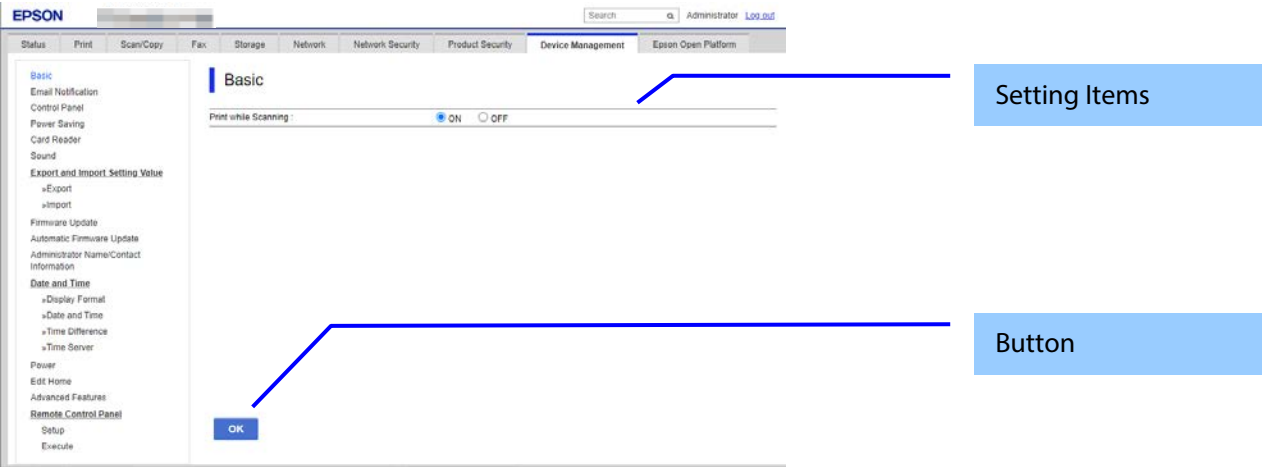 EPSON
Search Administrator Log out
Status Print Scan/Copy Fax Storage Network Network Security Product Security Device Management Epson Open Platform
Basic
Email Notification
Control Panel
Power Saving
Card Reader
Sound
Export and Import Setting Value
»Export
»Import
Firmware Update
Automatic Firmware Update
Administrator Name/Contact
Information
Date and Time
»Display Format
»Date and Time
»Time Difference
»Time Server
Power
Edit Home
Advanced Features
Remote Control Panel
Setup
Execute
Basic
Print while Scanning : ON OFF
OK
Setting Items
Button